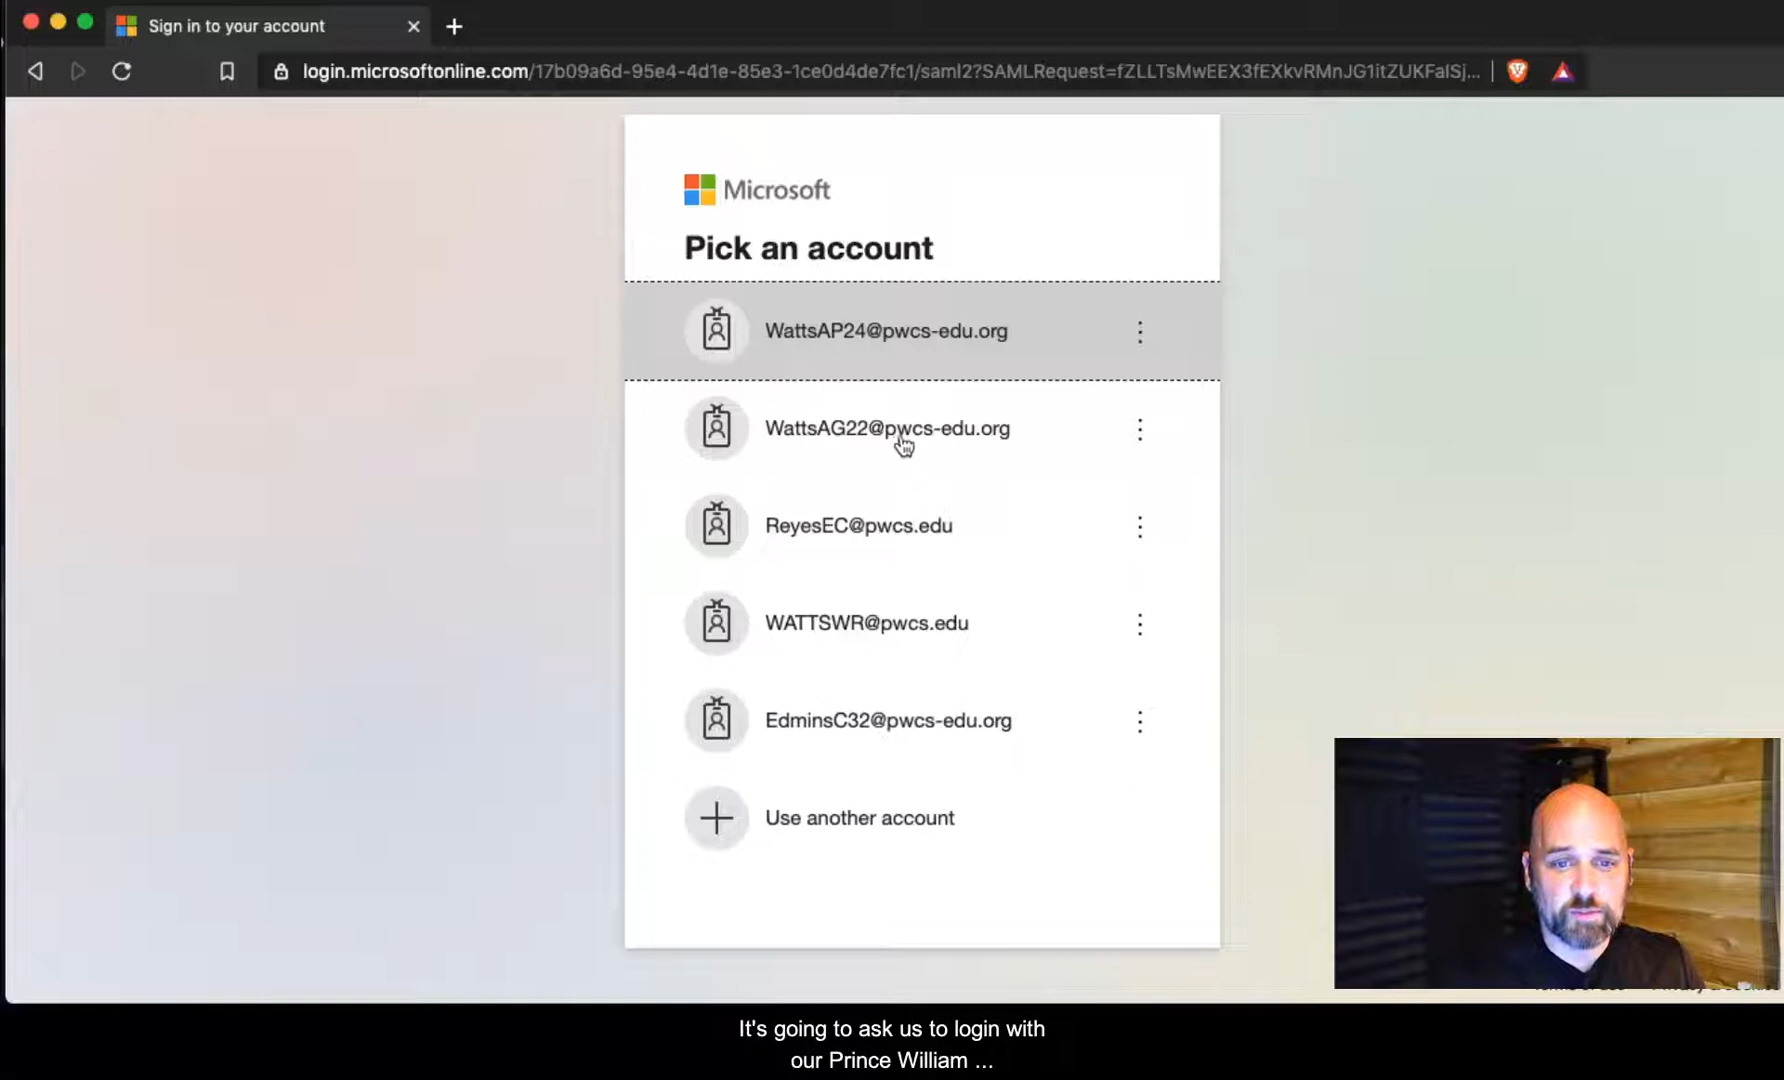 Sign in to your account
login.microsoftonline.com/17b09a6d-95e4-4d1e-85e3-1ce0d4de7fc1/saml2?SAMLRequest=fZLLTsMwEEX3fEXkvRMnJG1itZUKFalSj...
Microsoft
Pick an account
WattsAP24@pwcs-edu.org
WattsAG22@pwcs-edu.org
ReyesEC@pwcs.edu
WATTSWR@pwcs.edu
EdminsC32@pwcs-edu.org
Use another account
It's going to ask us to login with
our Prince William ...